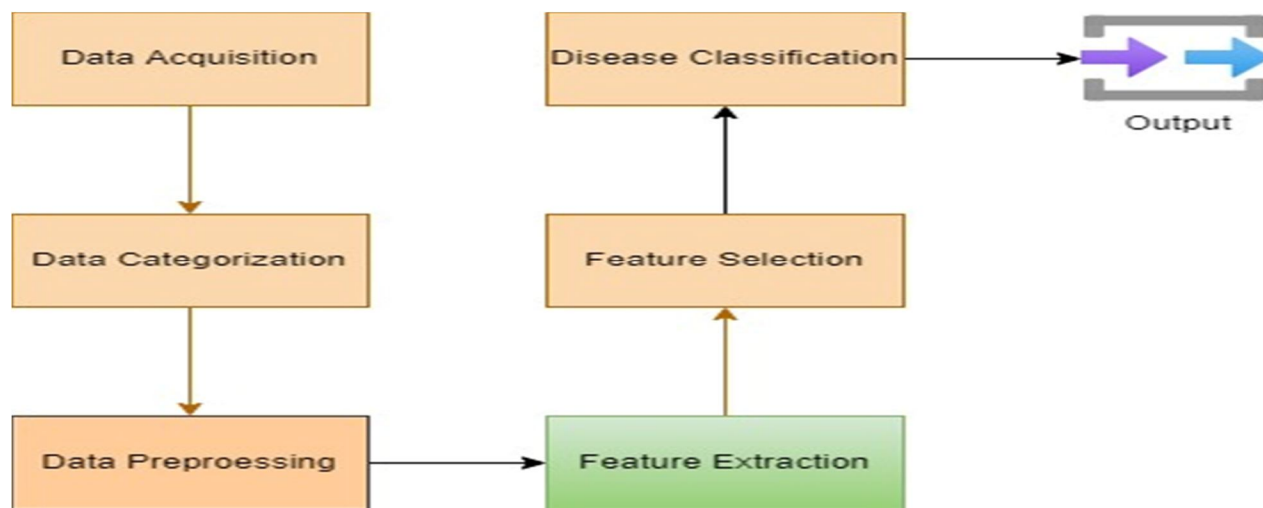 Data Acquisition
Data Categorization
Data Preproessing
Feature Extraction
Feature Selection
Disease Classification
Output